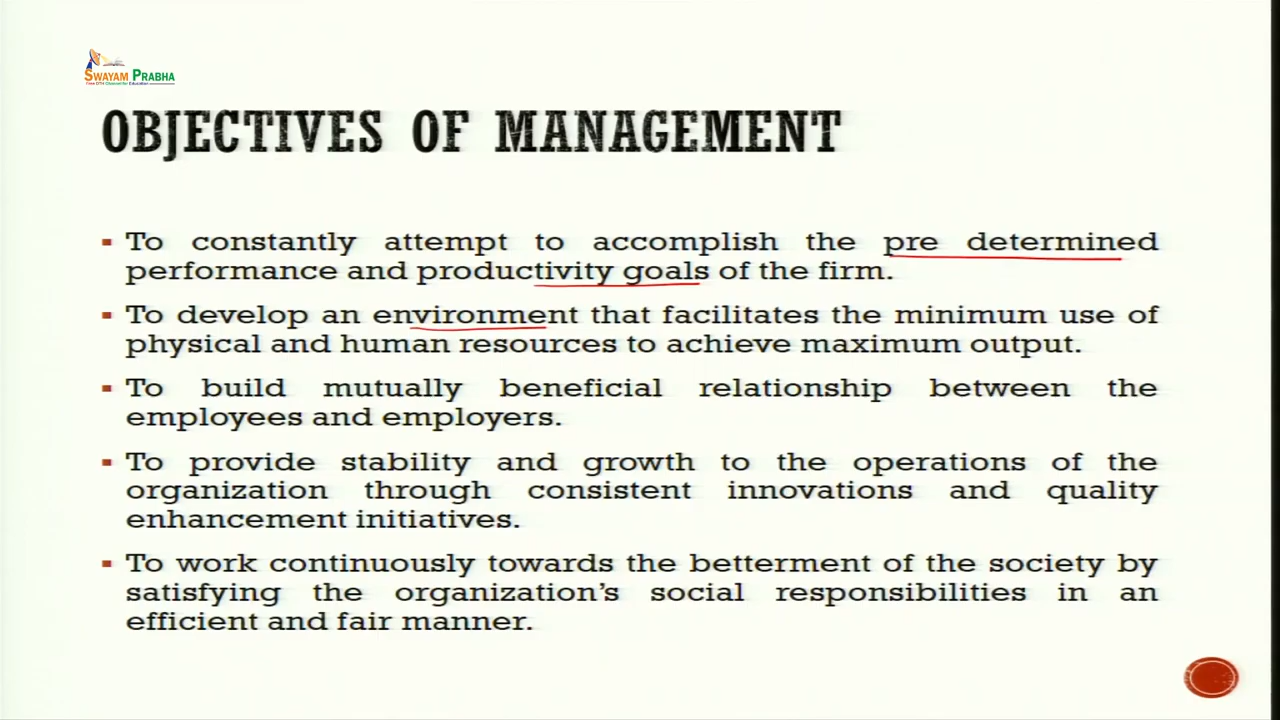 SWAYAM PRABHA
OBJECTIVES OF MANAGEMENT
To constantly attempt to accomplish the pre determined
performance and productivity goals of the firm.
To develop an environment that facilitates the minimum use of
physical and human resources to achieve maximum output.
To build mutually beneficial relationship between the
employees and employers.
To provide stability and growth to the operations of the
organization through consistent innovations and quality
enhancement initiatives.
To work continuously towards the betterment of the society by
satisfying the organization's social responsibilities in an
efficient and fair manner.